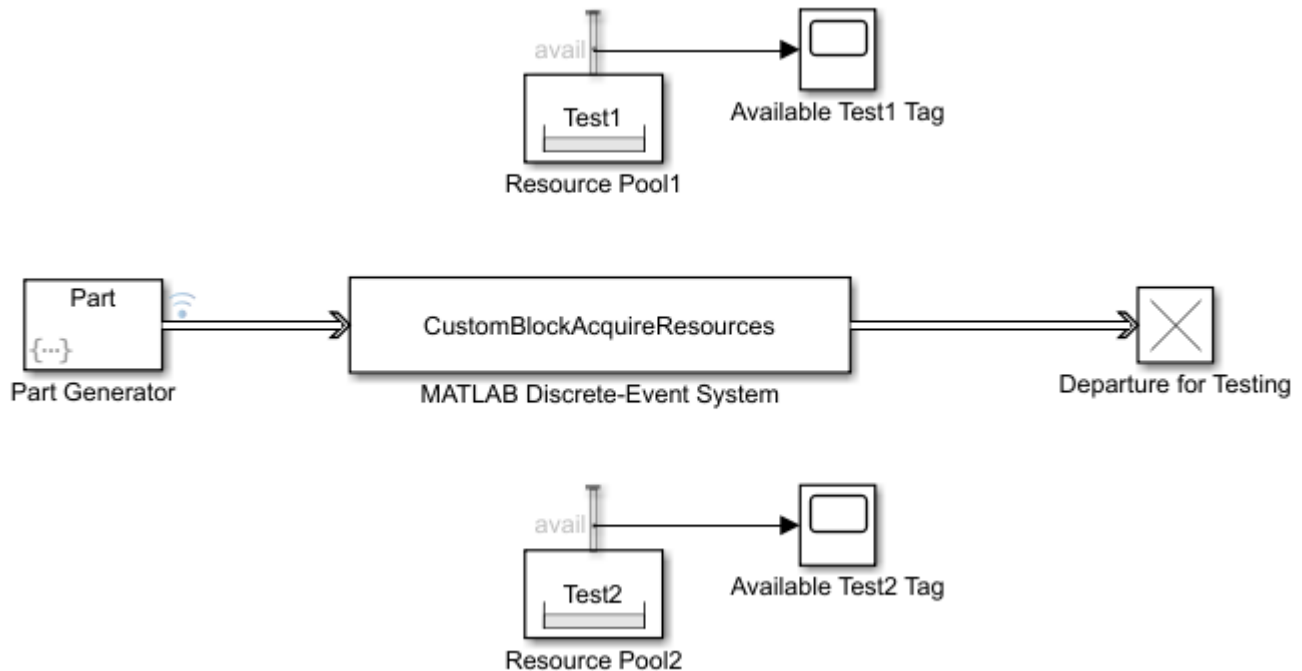 avail
Test1
Available Test1 Tag
Resource Pool1
Part
{...}
Part Generator
CustomBlockAcquireResources
MATLAB Discrete-Event System
Departure for Testing
avail
Test2
Available Test2 Tag
Resource Pool2